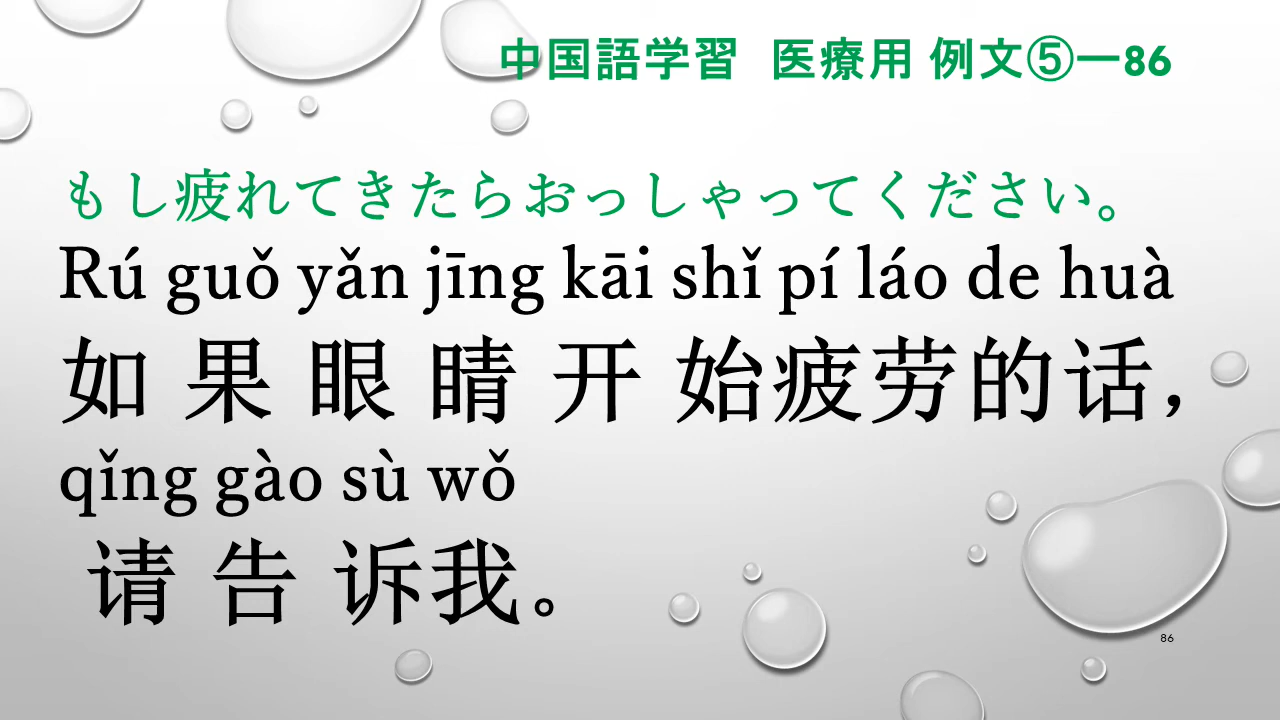 中国語学習 医療用 例文⑤ー86
もし疲れてきたらおっしゃってください。
Rú guǒ yǎn jīng kāi shǐ pí láo de huà
如 果 眼 睛 开 始疲劳的话，
qǐng gào sù wǒ
请 告 诉我。
86